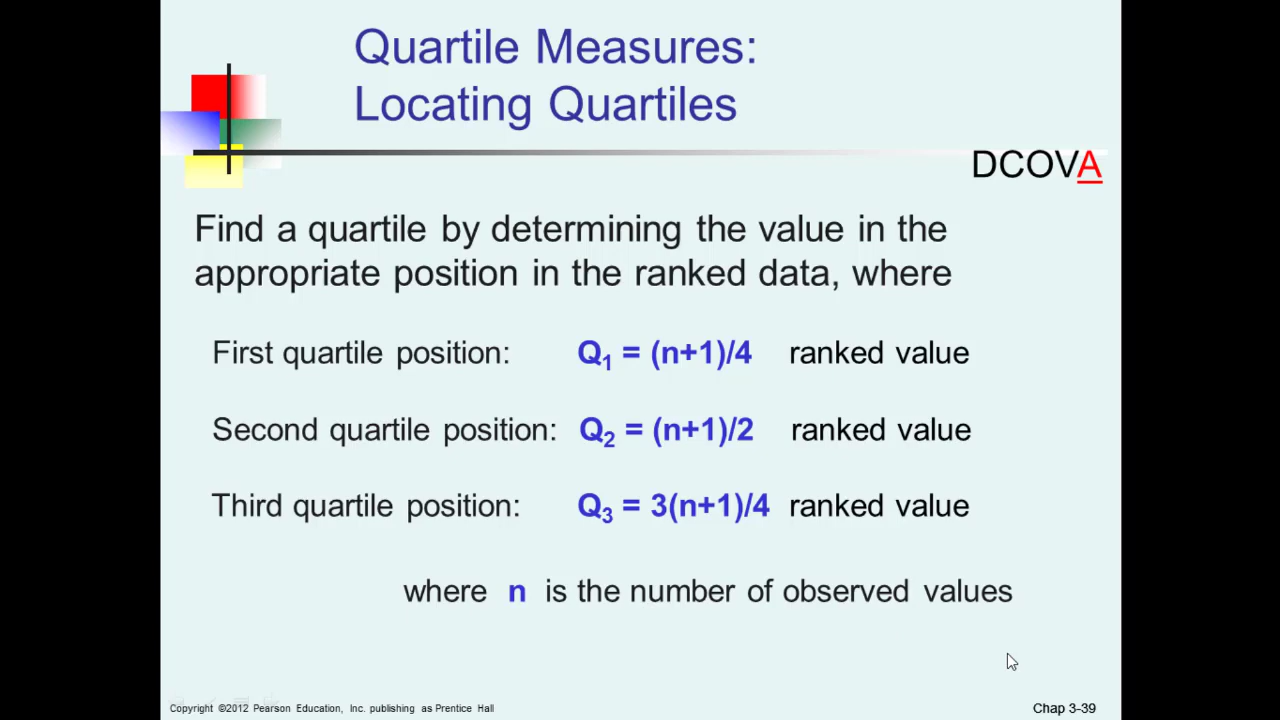 Quartile Measures:
Locating Quartiles
DCOVA
Find a quartile by determining the value in the
appropriate position in the ranked data, where
First quartile position: Q1 = (n+1)/4 ranked value
Second quartile position: Q2 = (n+1)/2 ranked value
Third quartile position: Q3 = 3(n+1)/4 ranked value
where n is the number of observed values
Copyright ©2012 Pearson Education, Inc. publishing as Prentice Hall Chap 3-39